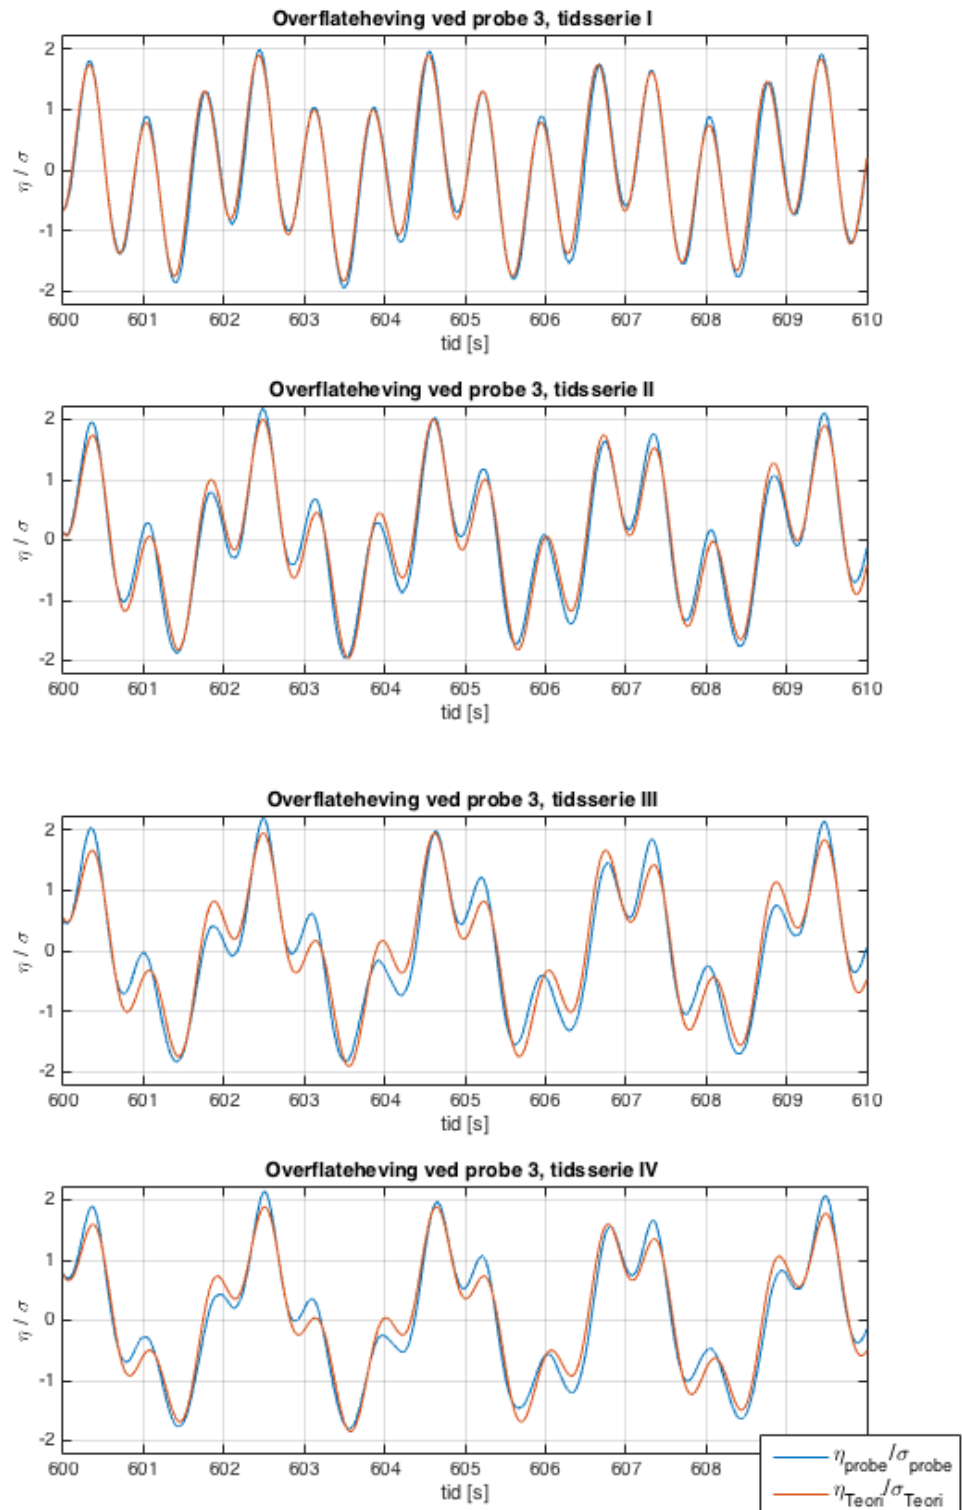 Overflateheving ved probe 3, tidsserie I
2
1
0
-1
-2
η / σ
600 601 602 603 604 605 606 607 608 609 610
tid [s]
Overflateheving ved probe 3, tidsserie II
2
1
0
-1
-2
η / σ
600 601 602 603 604 605 606 607 608 609 610
tid [s]
Overflateheving ved probe 3, tidsserie III
2
1
0
-1
-2
η / σ
600 601 602 603 604 605 606 607 608 609 610
tid [s]
Overflateheving ved probe 3, tidsserie IV
2
1
0
-1
-2
η / σ
600 601 602 603 604 605 606 607 608
tid [s]
η_probe/σ_probe
η_Teori/σ_Teori